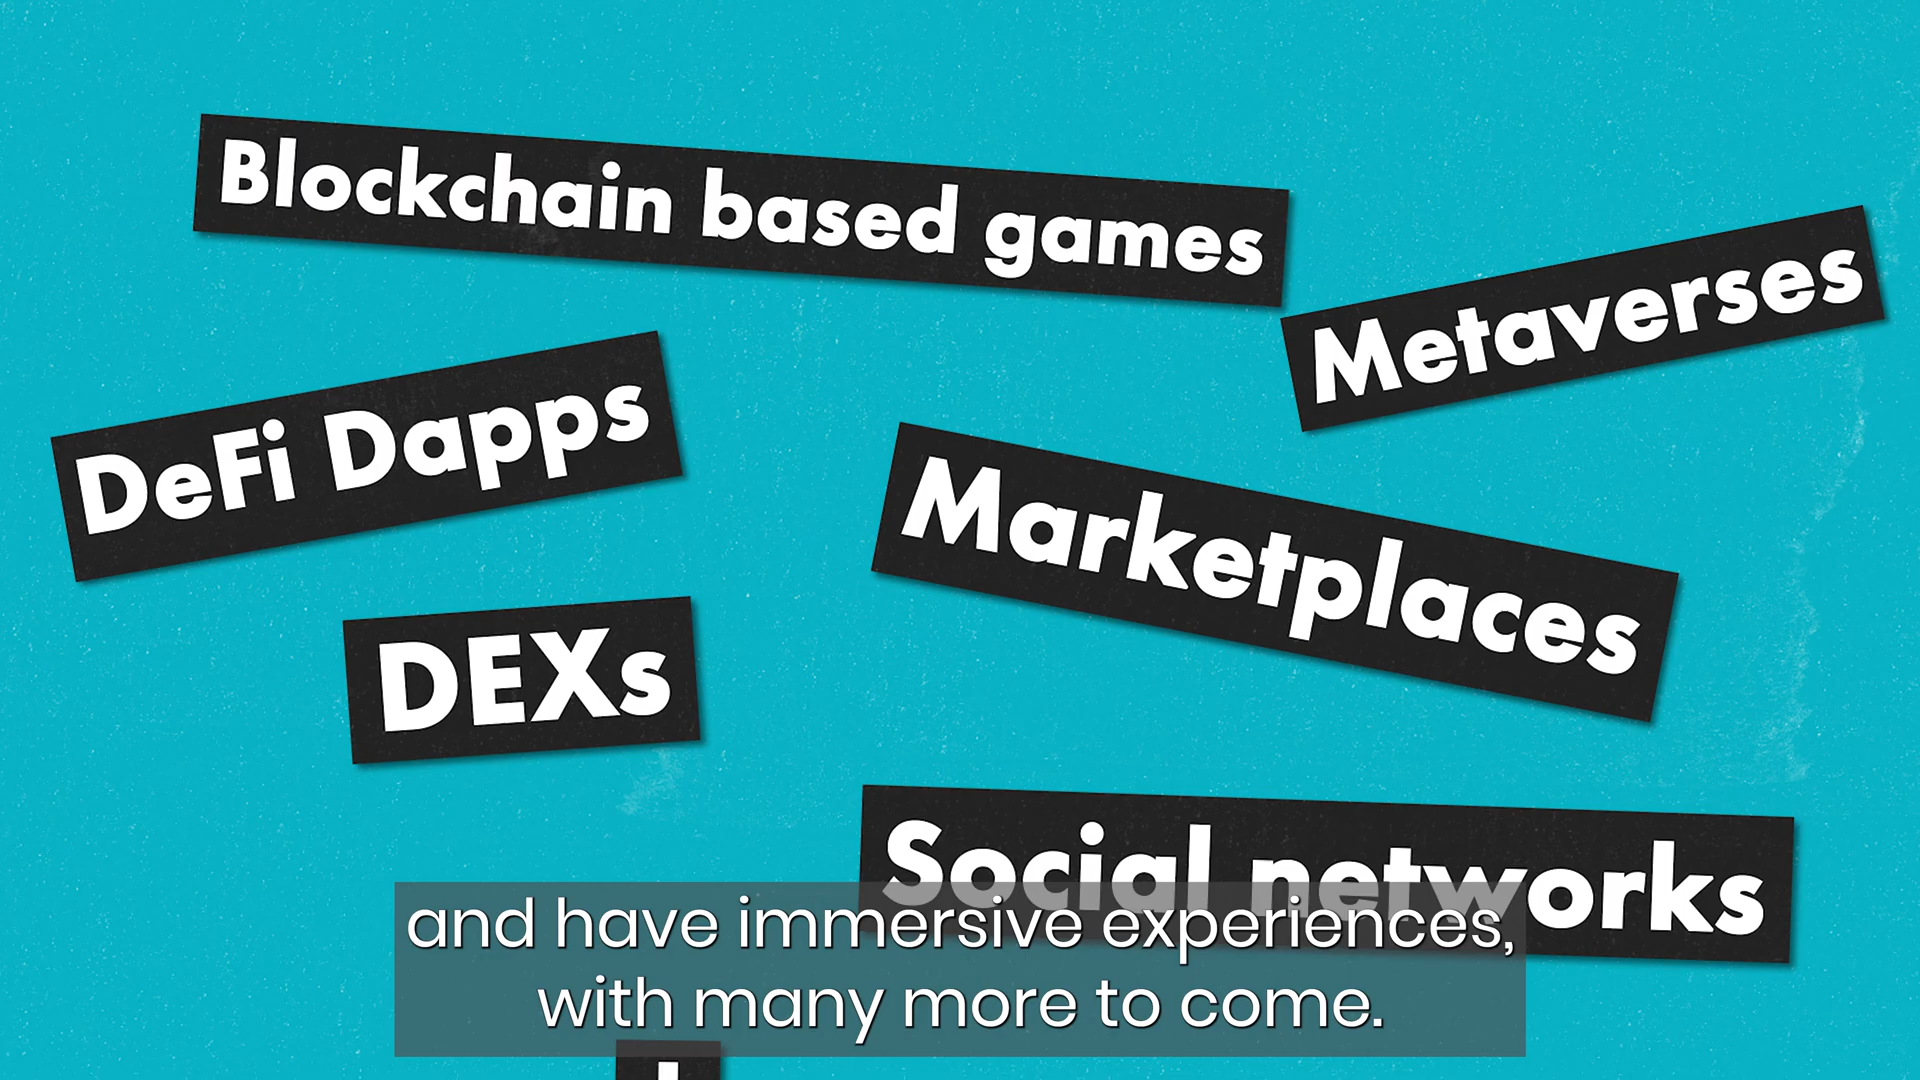 Blockchain based games
Metaverses
DeFi Dapps
Marketplaces
DEXs
Social networks
and have immersive experiences,
with many more to come.